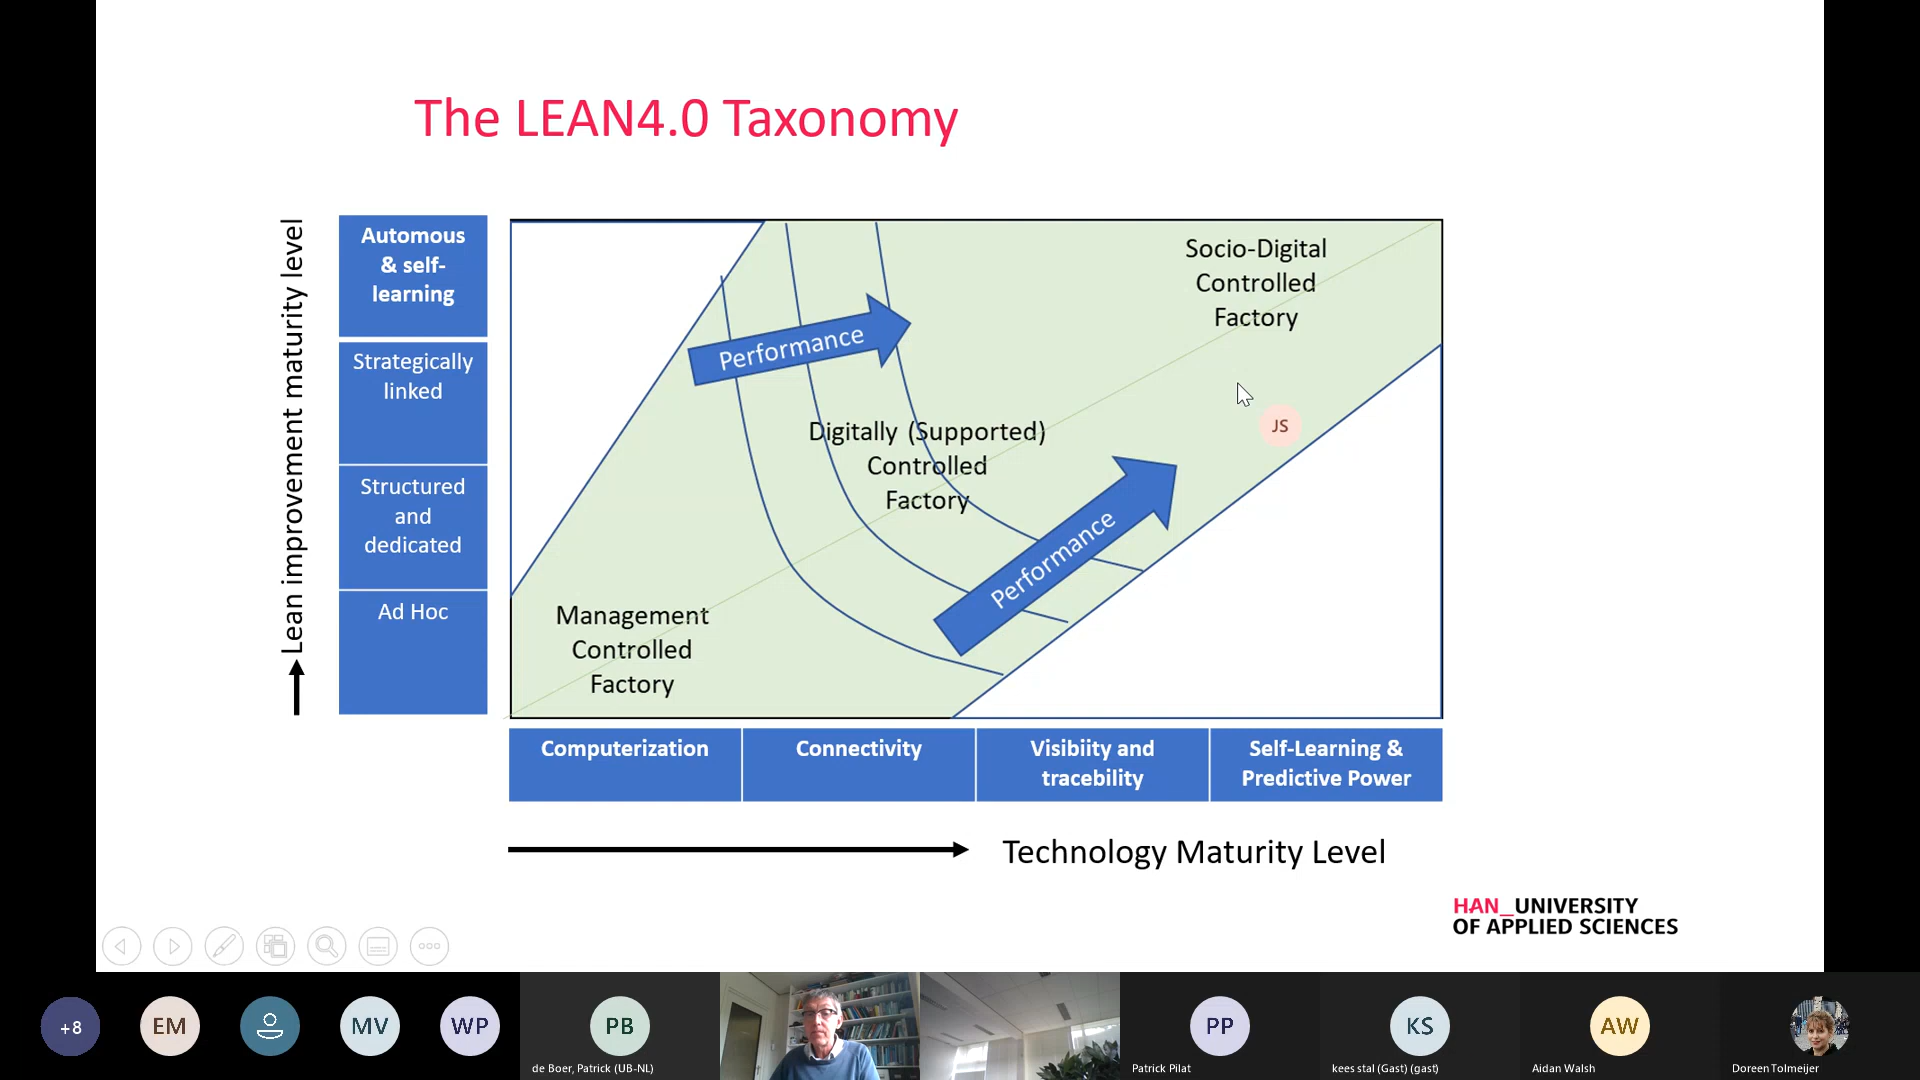 The LEAN4.0 Taxonomy
Lean improvement maturity level
Automous
& self-
learning
Strategically
linked
Structured
and
dedicated
Ad Hoc
Socio-Digital
Controlled
Factory
Performance
Digitally (Supported)
Controlled
Factory
JS
Performance
Management
Controlled
Factory
Computerization
Connectivity
Visibiity and
tracebility
Self-Learning &
Predictive Power
Technology Maturity Level
HAN_UNIVERSITY
OF APPLIED SCIENCES
+8
EM
MV
WP
PB
de Boer, Patrick (UB-NL)
PP
Patrick Pilat
KS
kees stal (Gast) (gast)
AW
Aidan Walsh
Doreen Tolmeijer